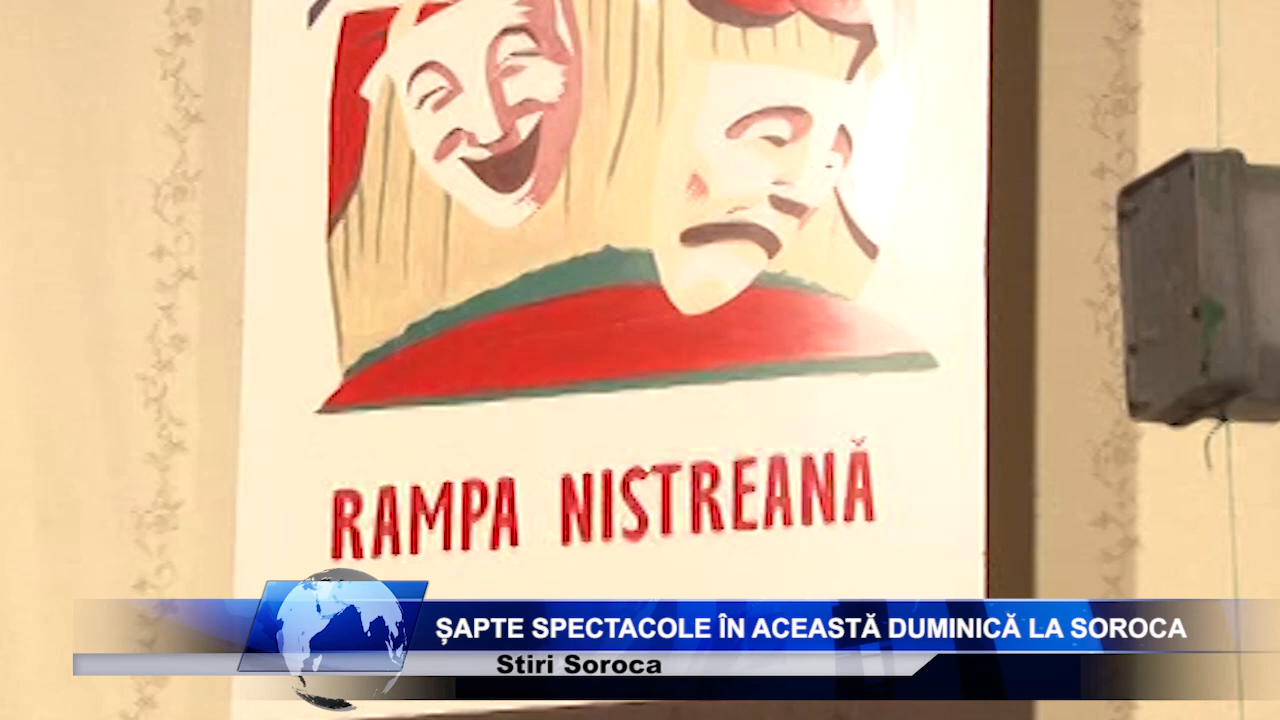 RAMPA NISTREANĂ
ȘAPTE SPECTACOLE ÎN ACEASTĂ DUMINICĂ LA SOROCA
Stiri Soroca